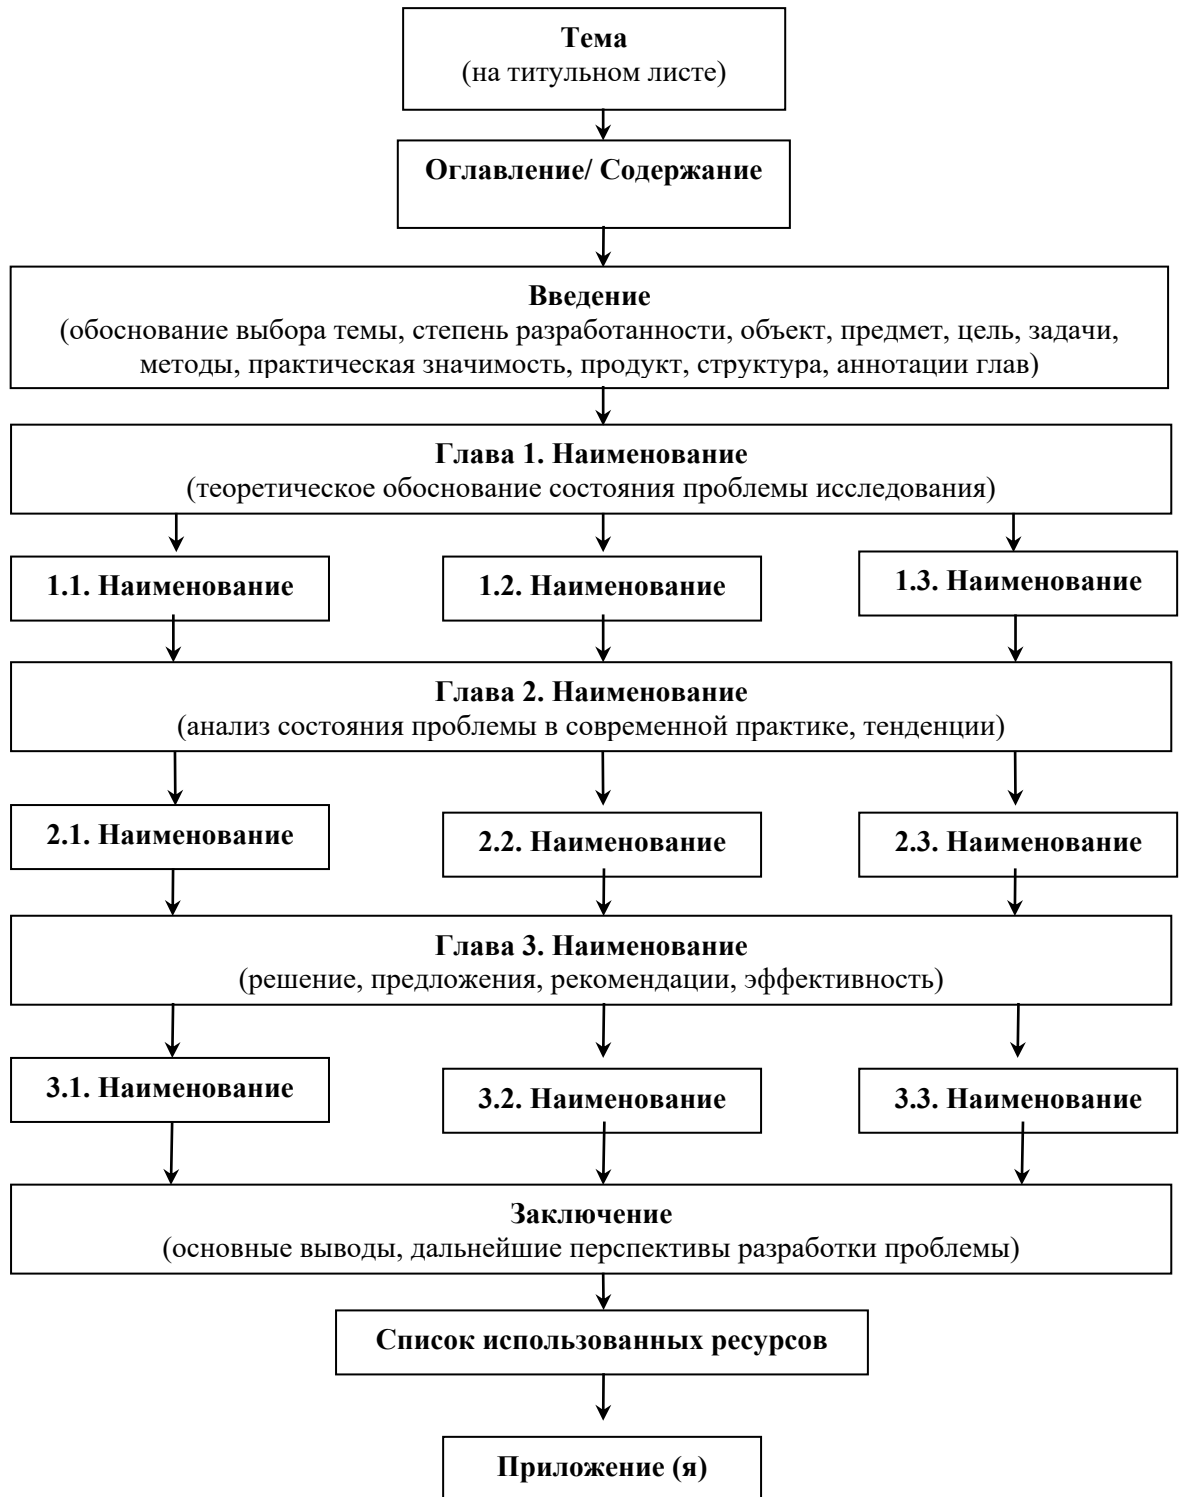 Тема
(на титульном листе)
Оглавление/ Содержание
Введение
(обоснование выбора темы, степень разработанности, объект, предмет, цель, задачи,
методы, практическая значимость, продукт, структура, аннотации глав)
Глава 1. Наименование
(теоретическое обоснование состояния проблемы исследования)
1.1. Наименование
1.2. Наименование
1.3. Наименование
Глава 2. Наименование
(анализ состояния проблемы в современной практике, тенденции)
2.1. Наименование
2.2. Наименование
2.3. Наименование
Глава 3. Наименование
(решение, предложения, рекомендации, эффективность)
3.1. Наименование
3.2. Наименование
3.3. Наименование
Заключение
(основные выводы, дальнейшие перспективы разработки проблемы)
Список использованных ресурсов
Приложение (я)